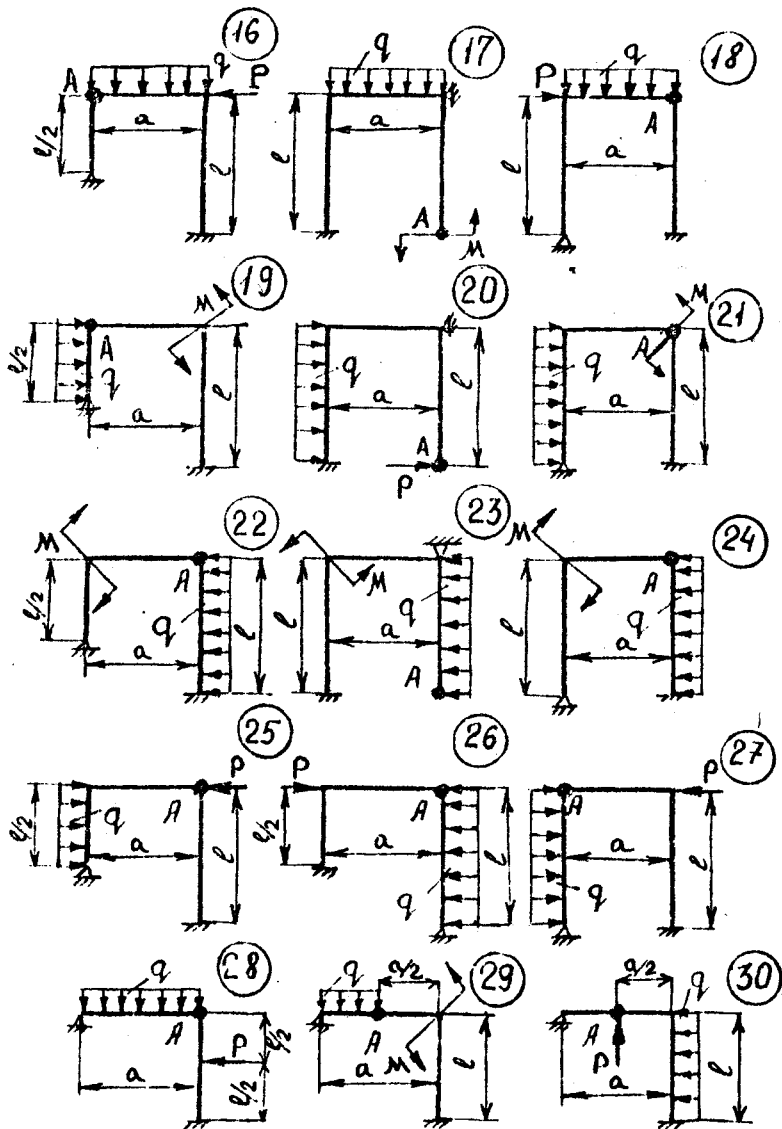 16 17 18
q q q
A P P A
l/2 a l l a l a
A M
19 20 21
M M
l/2 A q a l q a l A q a l
A P
22 23 24
M M M
l/2 A q l l q l A q
a a a
A
25 26 27
P P P
l/2 q A l l/2 A l A l
a a q a q
28 29 30
q q a/2 a/2 q
A P l/2 A M l A P l
a l/2 a a